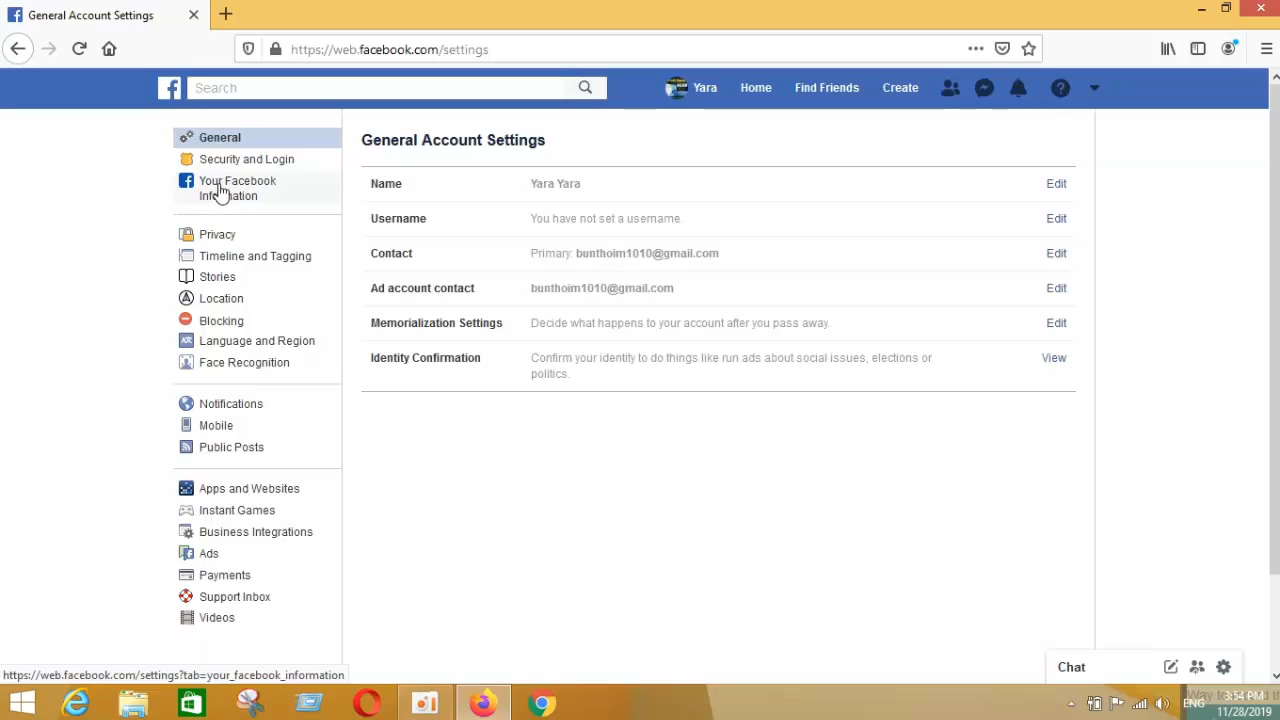 General Account Settings
https://web.facebook.com/settings
Search
Yara
Home
Find Friends
Create
General
Security and Login
Your Facebook
Information
Privacy
Timeline and Tagging
Stories
Location
Blocking
Language and Region
Face Recognition
Notifications
Mobile
Public Posts
Apps and Websites
Instant Games
Business Integrations
Ads
Payments
Support Inbox
Videos
General Account Settings
Name Yara Yara Edit
Username You have not set a username. Edit
Contact Primary: bunthoim1010@gmail.com Edit
Ad account contact bunthoim1010@gmail.com Edit
Memorialization Settings Decide what happens to your account after you pass away. Edit
Identity Confirmation Confirm your identity to do things like run ads about social issues, elections or View
politics.
Chat
https://web.facebook.com/settings?tab=your_facebook_information
ENG
3:54 PM
11/28/2019